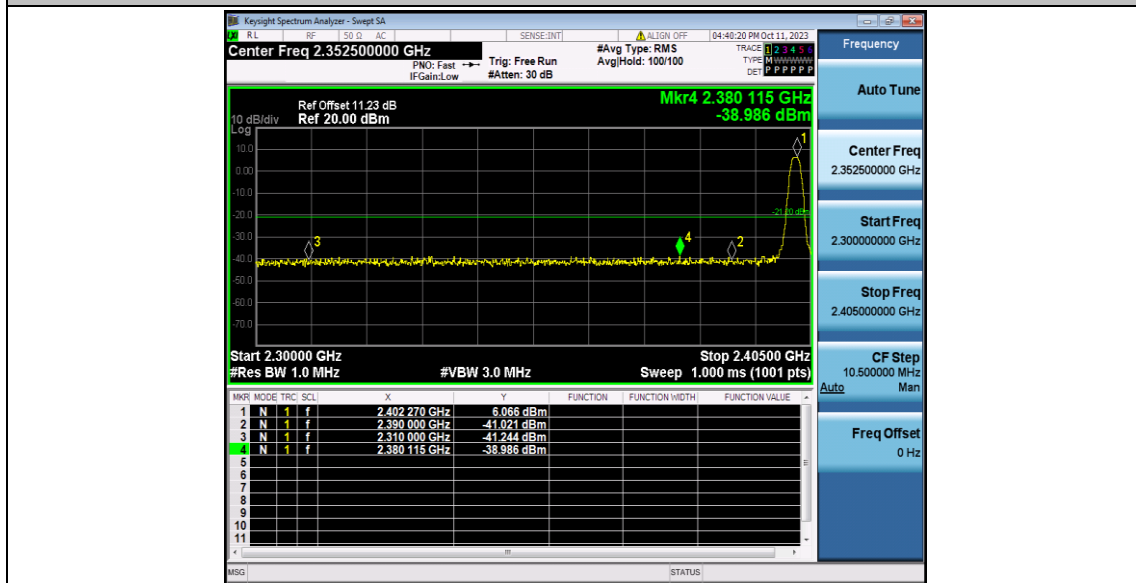 Keysight Spectrum Analyzer - Swept SA
RL RF 50 Ω AC SENSE:INT ALIGN OFF 04:40:20 PM Oct 11, 2023
Center Freq 2.352500000 GHz
PNO: Fast
IFGain:Low
Trig: Free Run
#Atten: 30 dB
#Avg Type: RMS
Avg|Hold: 100/100
TRACE 1 2 3 4 5 6
TYPE M W W W W W
DET P P P P P P
Ref Offset 11.23 dB
10 dB/div Ref 20.00 dBm
Log
Mkr4 2.380 115 GHz
-38.986 dBm
10.0
0.00
-10.0
-20.0
-30.0
-40.0
-50.0
-60.0
-70.0
1
-21.20 dBm
3
4
2
Start 2.30000 GHz Stop 2.40500 GHz
#Res BW 1.0 MHz #VBW 3.0 MHz Sweep 1.000 ms (1001 pts)
MKR MODE TRC SCL X Y FUNCTION FUNCTION WIDTH FUNCTION VALUE
1 N 1 f 2.402 270 GHz 6.066 dBm
2 N 1 f 2.390 000 GHz -41.021 dBm
3 N 1 f 2.310 000 GHz -41.244 dBm
4 N 1 f 2.380 115 GHz -38.986 dBm
5
6
7
8
9
10
11
MSG STATUS
Frequency
Auto Tune
Center Freq
2.352500000 GHz
Start Freq
2.300000000 GHz
Stop Freq
2.405000000 GHz
CF Step
10.500000 MHz
Auto Man
Freq Offset
0 Hz